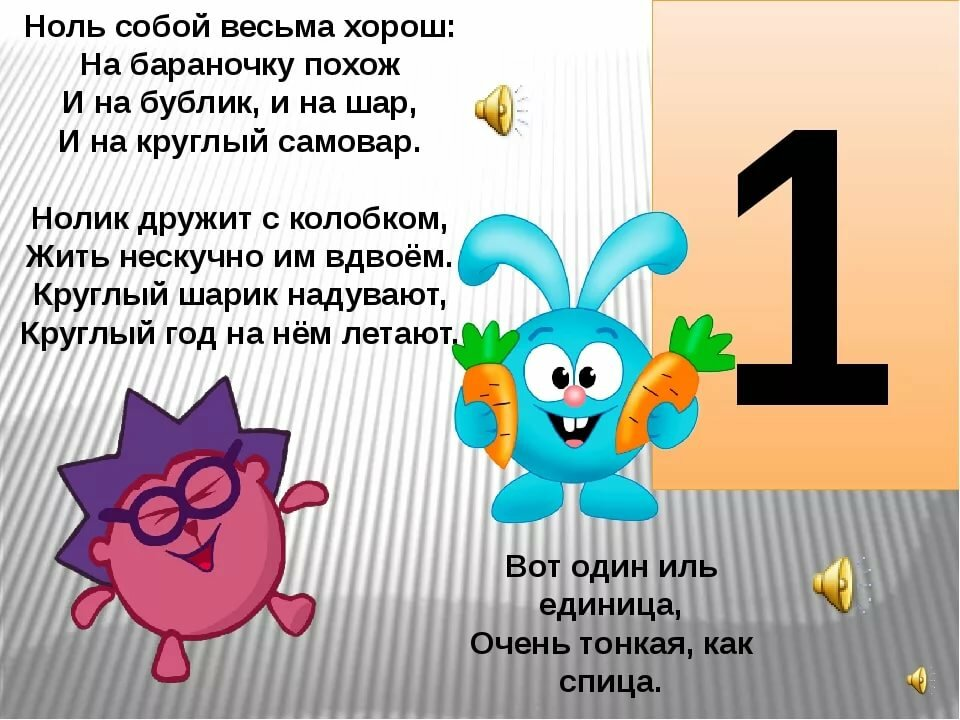 Ноль собой весьма хорош:
На бараночку похож
И на бублик, и на шар,
И на круглый самовар.
Нолик дружит с колобком,
Жить нескучно им вдвоём.
Круглый шарик надувают,
Круглый год на нём летают.
1
Вот один иль
единица,
Очень тонкая, как
спица.